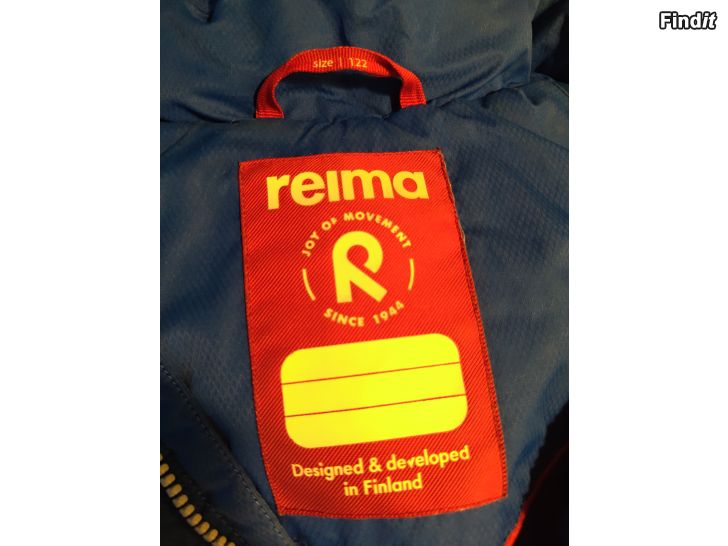 Findit
size | 122
reima
JOY OF MOVEMENT
R
SINCE 1944
Designed & developed
in Finland